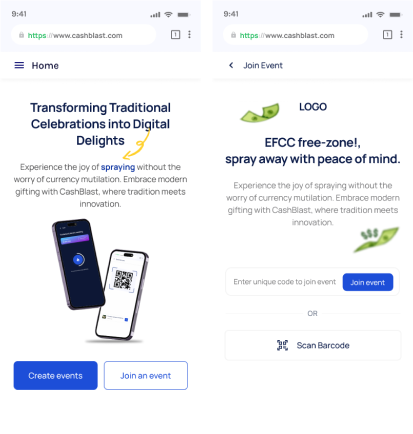 9:41
https://www.cashblast.com
1
Home
Transforming Traditional
Celebrations into Digital
Delights
Experience the joy of spraying without the
worry of currency mutilation. Embrace modern
gifting with CashBlast, where tradition meets
innovation.
Create events
Join an event
9:41
https://www.cashblast.com
1
Join Event
LOGO
EFCC free-zone!,
spray away with peace of mind.
Experience the joy of spraying without the
worry of currency mutilation. Embrace modern
gifting with CashBlast, where tradition meets
innovation.
Enter unique code to join event
Join event
OR
Scan Barcode